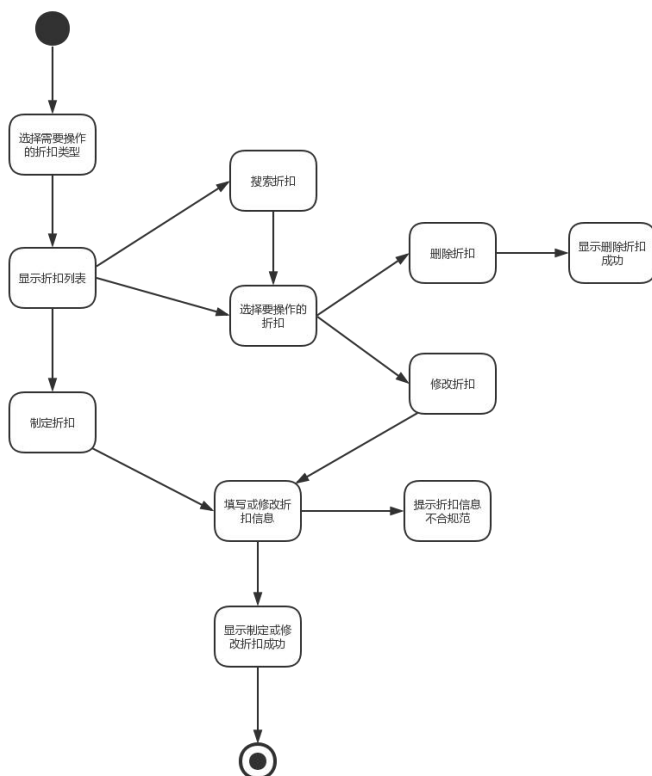 选择需要操作
的折扣类型
搜索折扣
显示折扣列表
选择要操作的
折扣
删除折扣
显示删除折扣
成功
修改折扣
制定折扣
填写或修改折
扣信息
提示折扣信息
不合规范
显示制定或修
改折扣成功